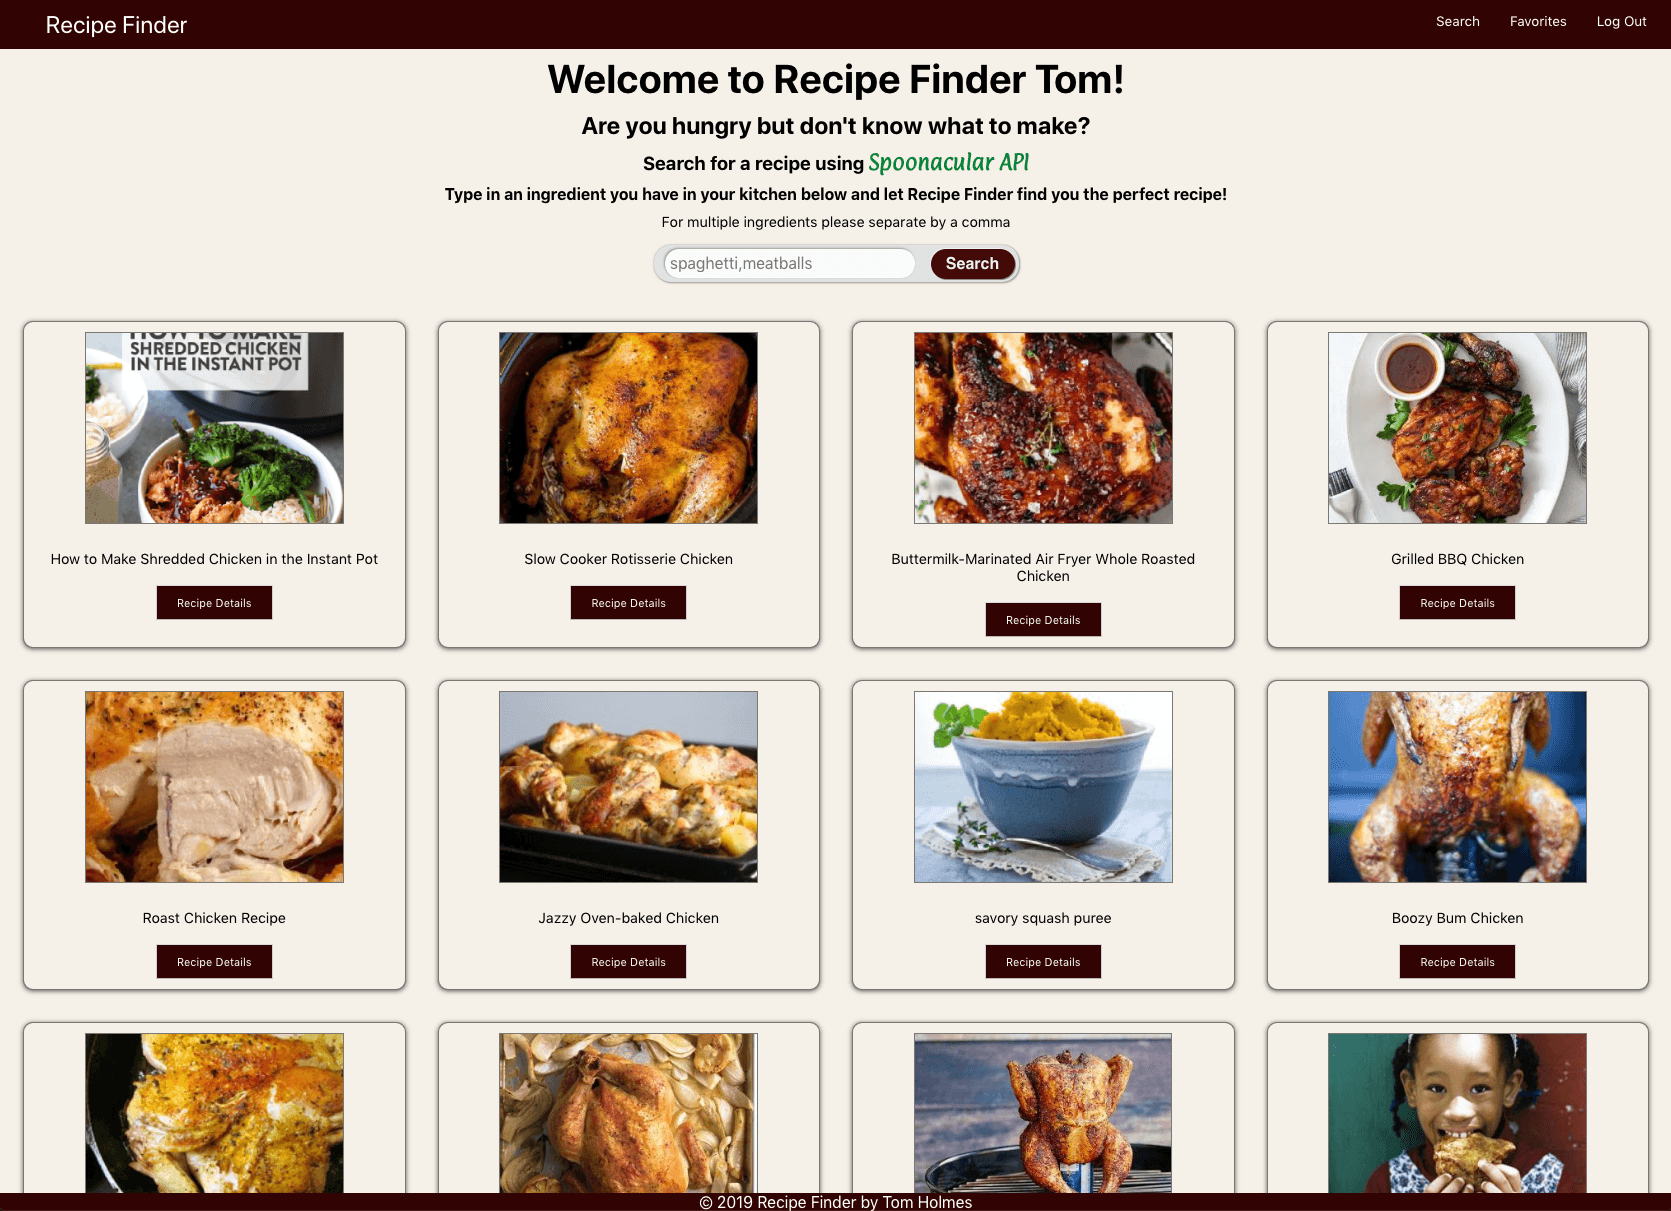 Recipe Finder
Search
Favorites
Log Out
Welcome to Recipe Finder Tom!
Are you hungry but don't know what to make?
Search for a recipe using Spoonacular API
Type in an ingredient you have in your kitchen below and let Recipe Finder find you the perfect recipe!
For multiple ingredients please separate by a comma
spaghetti,meatballs
Search
HOW TO MAKE
SHREDDED CHICKEN
IN THE INSTANT POT
How to Make Shredded Chicken in the Instant Pot
Recipe Details
Slow Cooker Rotisserie Chicken
Recipe Details
Buttermilk-Marinated Air Fryer Whole Roasted
Chicken
Recipe Details
Grilled BBQ Chicken
Recipe Details
Roast Chicken Recipe
Recipe Details
Jazzy Oven-baked Chicken
Recipe Details
savory squash puree
Recipe Details
Boozy Bum Chicken
Recipe Details
© 2019 Recipe Finder by Tom Holmes